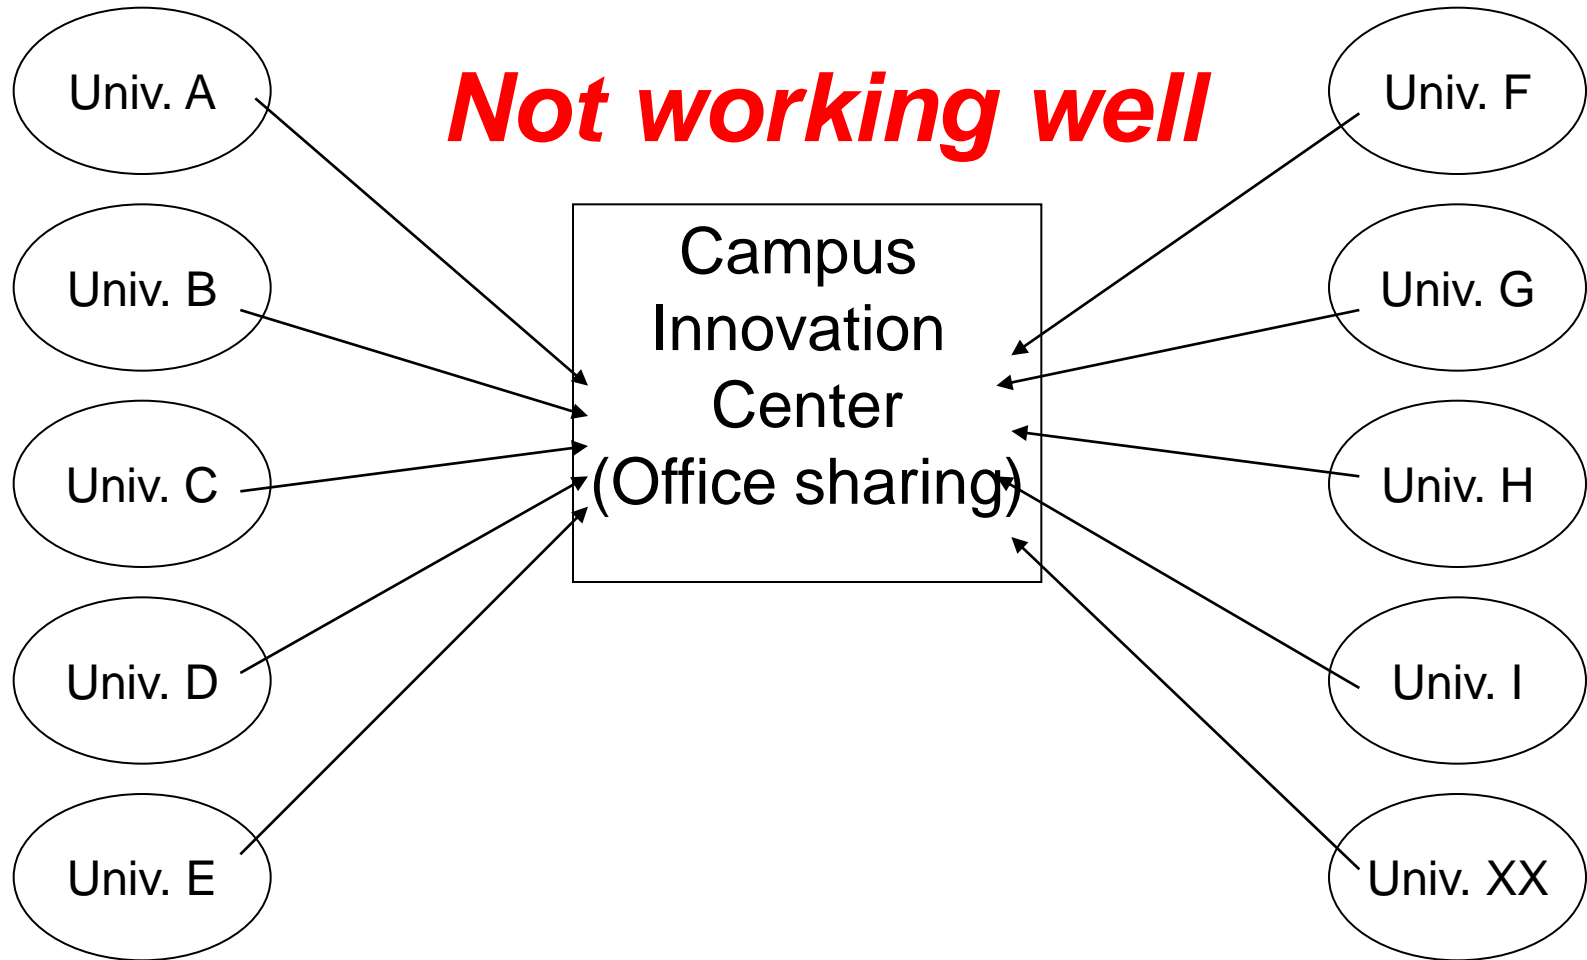 Not working well
Univ. A
Univ. B
Univ. C
Univ. D
Univ. E
Campus
Innovation
Center
(Office sharing)
Univ. F
Univ. G
Univ. H
Univ. I
Univ. XX